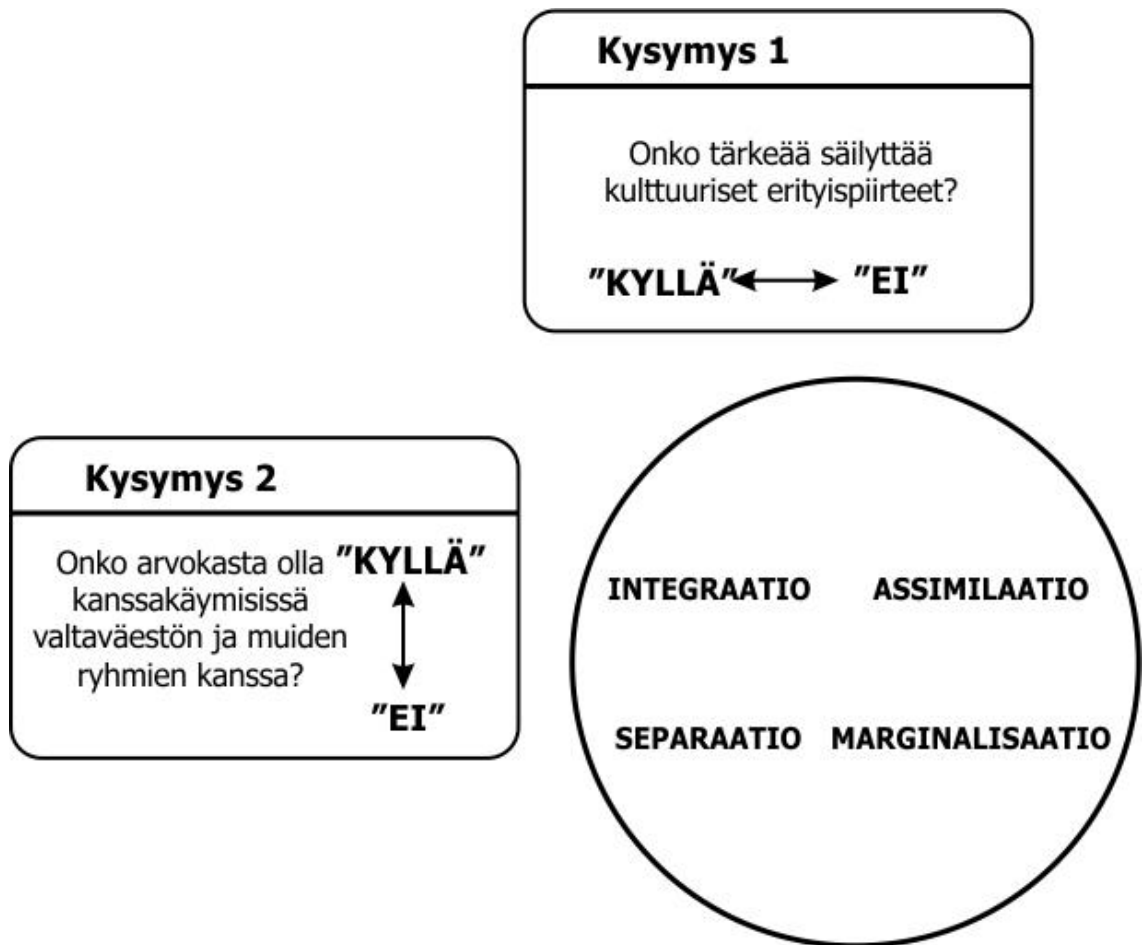 Kysymys 1
Onko tärkeää säilyttää
kulttuuriset erityispiirteet?
”KYLLÄ” ”EI”
Kysymys 2
Onko arvokasta olla ”KYLLÄ”
kanssakäymisissä
valtaväestön ja muiden
ryhmien kanssa?
”EI”
INTEGRAATIO ASSIMILAATIO
SEPARAATIO MARGINALISAATIO